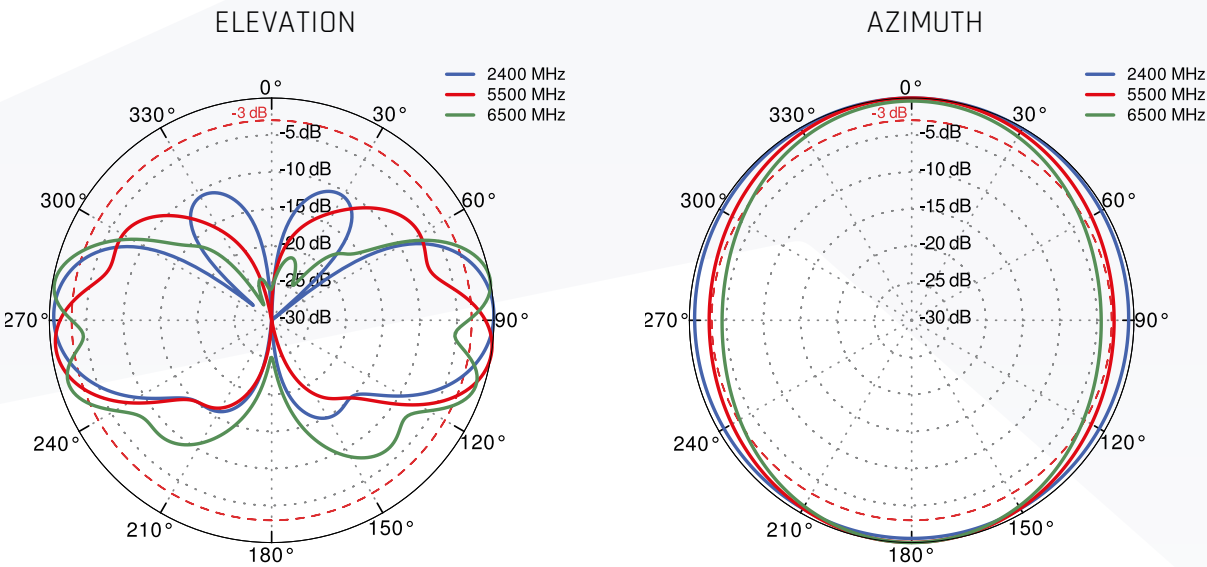 ELEVATION
2400 MHz
5500 MHz
6500 MHz
0°
330°
-3 dB
30°
-5 dB
-10 dB
300°
60°
-15 dB
-20 dB
-25 dB
270°
-30 dB
90°
240°
120°
210°
150°
180°
AZIMUTH
2400 MHz
5500 MHz
6500 MHz
0°
330°
-3 dB
30°
-5 dB
-10 dB
300°
60°
-15 dB
-20 dB
-25 dB
270°
-30 dB
90°
240°
120°
210°
150°
180°